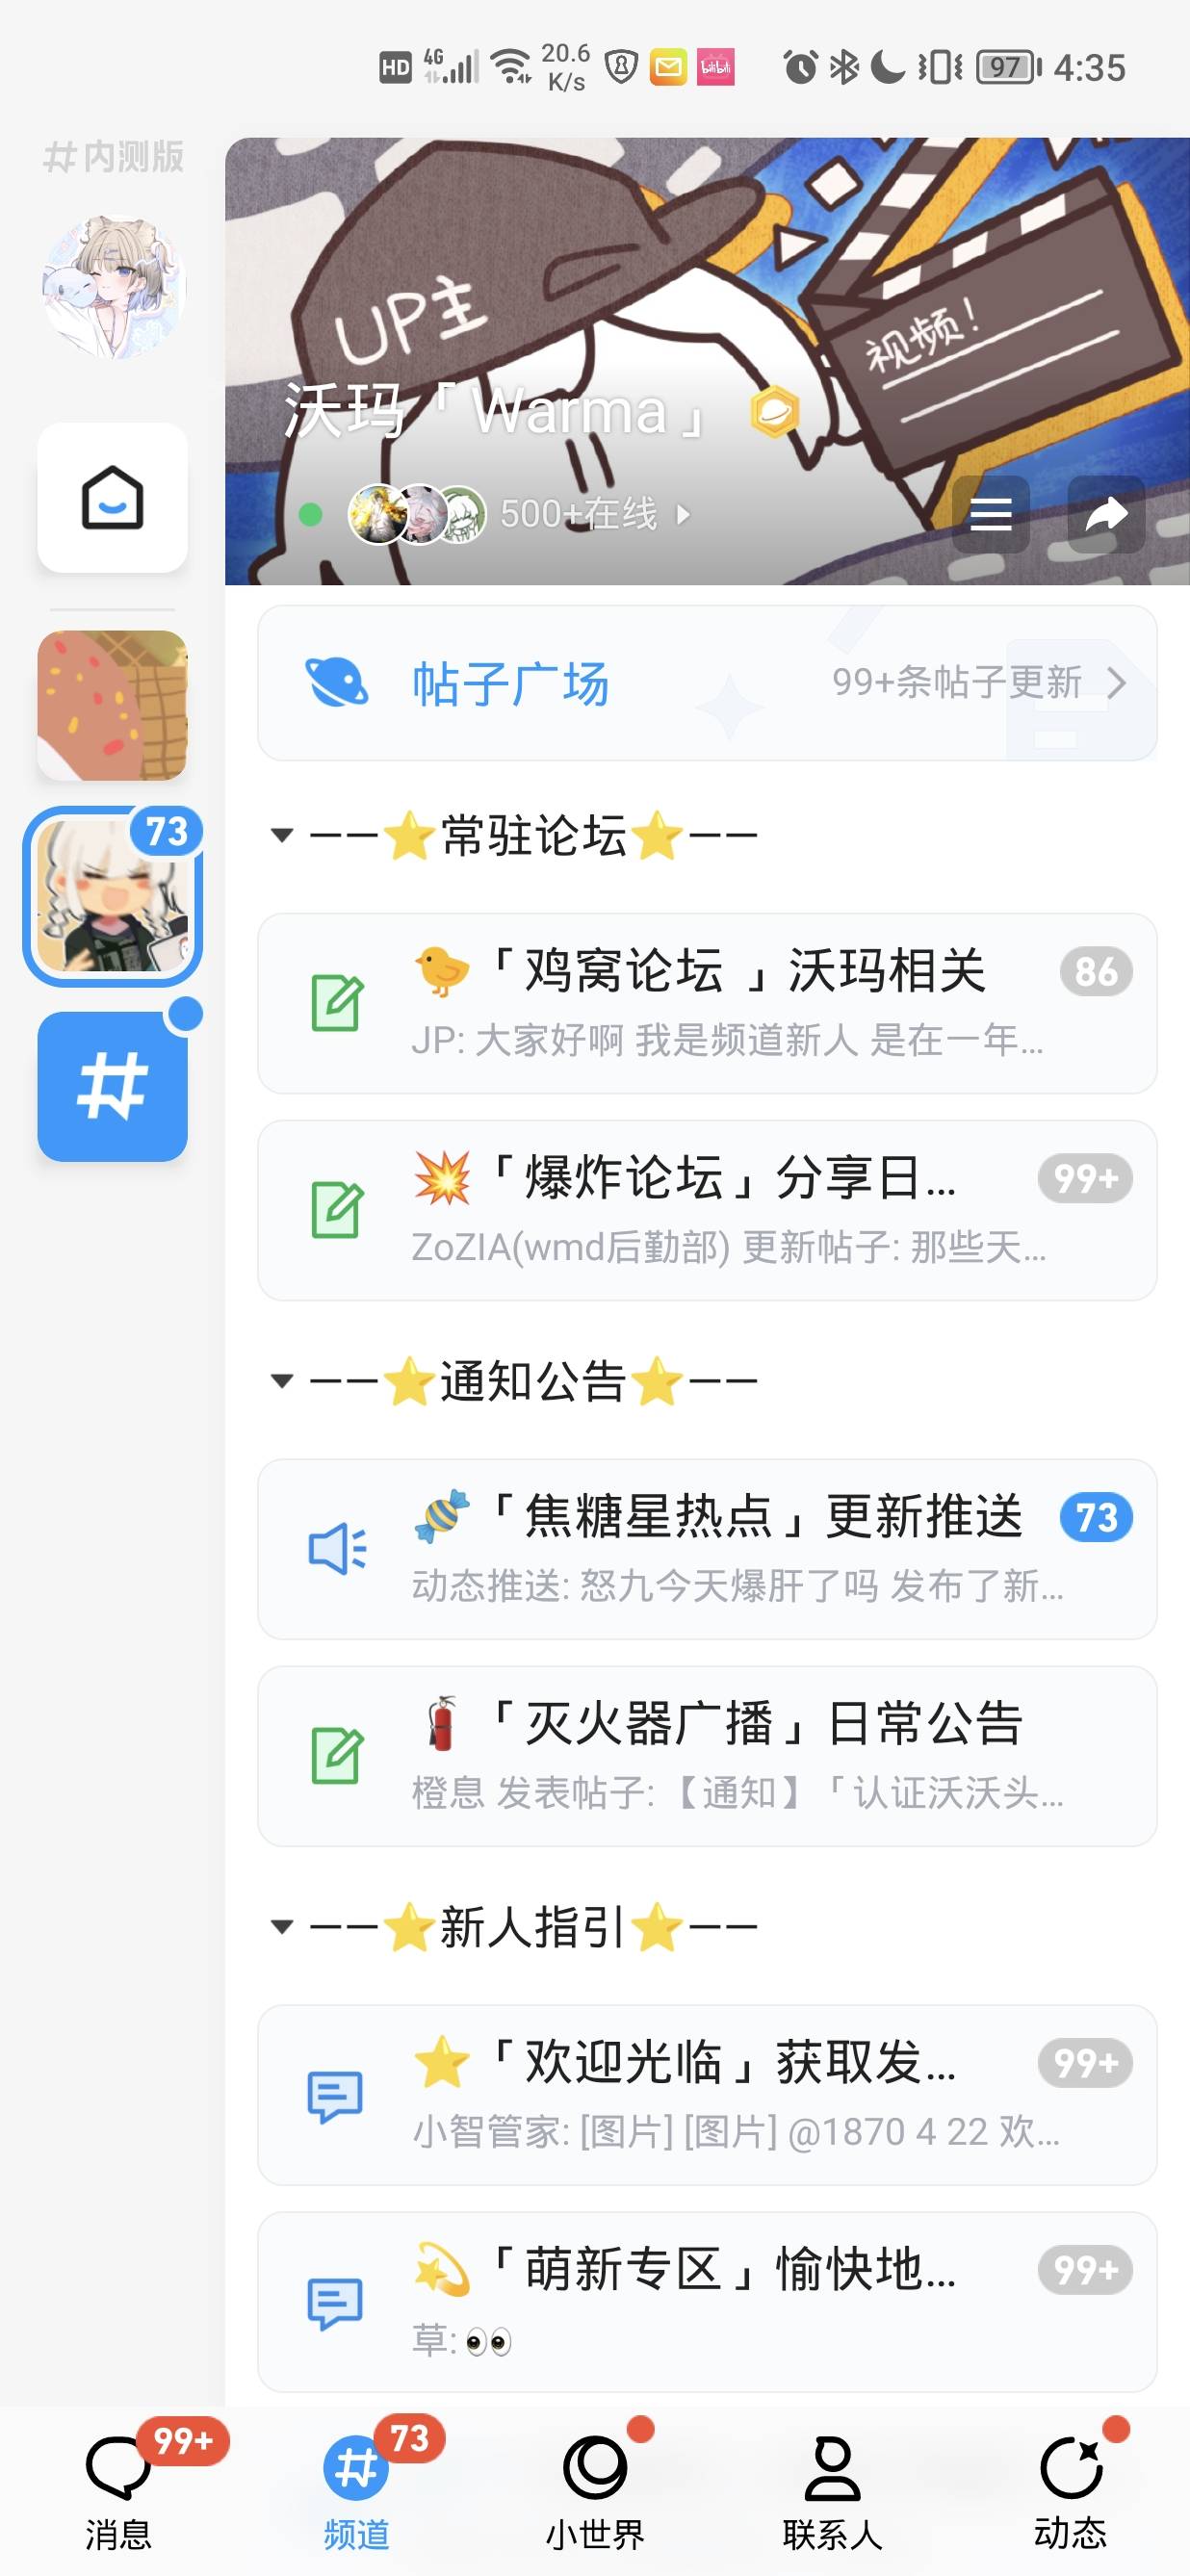 HD 4G 20.6 K/s bilibili 97 4:35
#内测版
UP主
视频!
沃玛「Warma」
500+在线
帖子广场 99+条帖子更新
——⭐常驻论坛⭐——
73
🐤「鸡窝论坛 」沃玛相关 86
JP: 大家好啊 我是频道新人 是在一年...
💥「爆炸论坛」分享日... 99+
ZoZIA(wmd后勤部) 更新帖子: 那些天...
——⭐通知公告⭐——
🍬「焦糖星热点」更新推送 73
动态推送: 怒九今天爆肝了吗 发布了新...
🧯「灭火器广播」日常公告
橙息 发表帖子:【通知】「认证沃沃头...
——⭐新人指引⭐——
⭐「欢迎光临」获取发... 99+
小智管家: [图片] [图片] @1870 4 22 欢...
💫「萌新专区」愉快地... 99+
草: 👀
99+ 73
消息 频道 小世界 联系人 动态